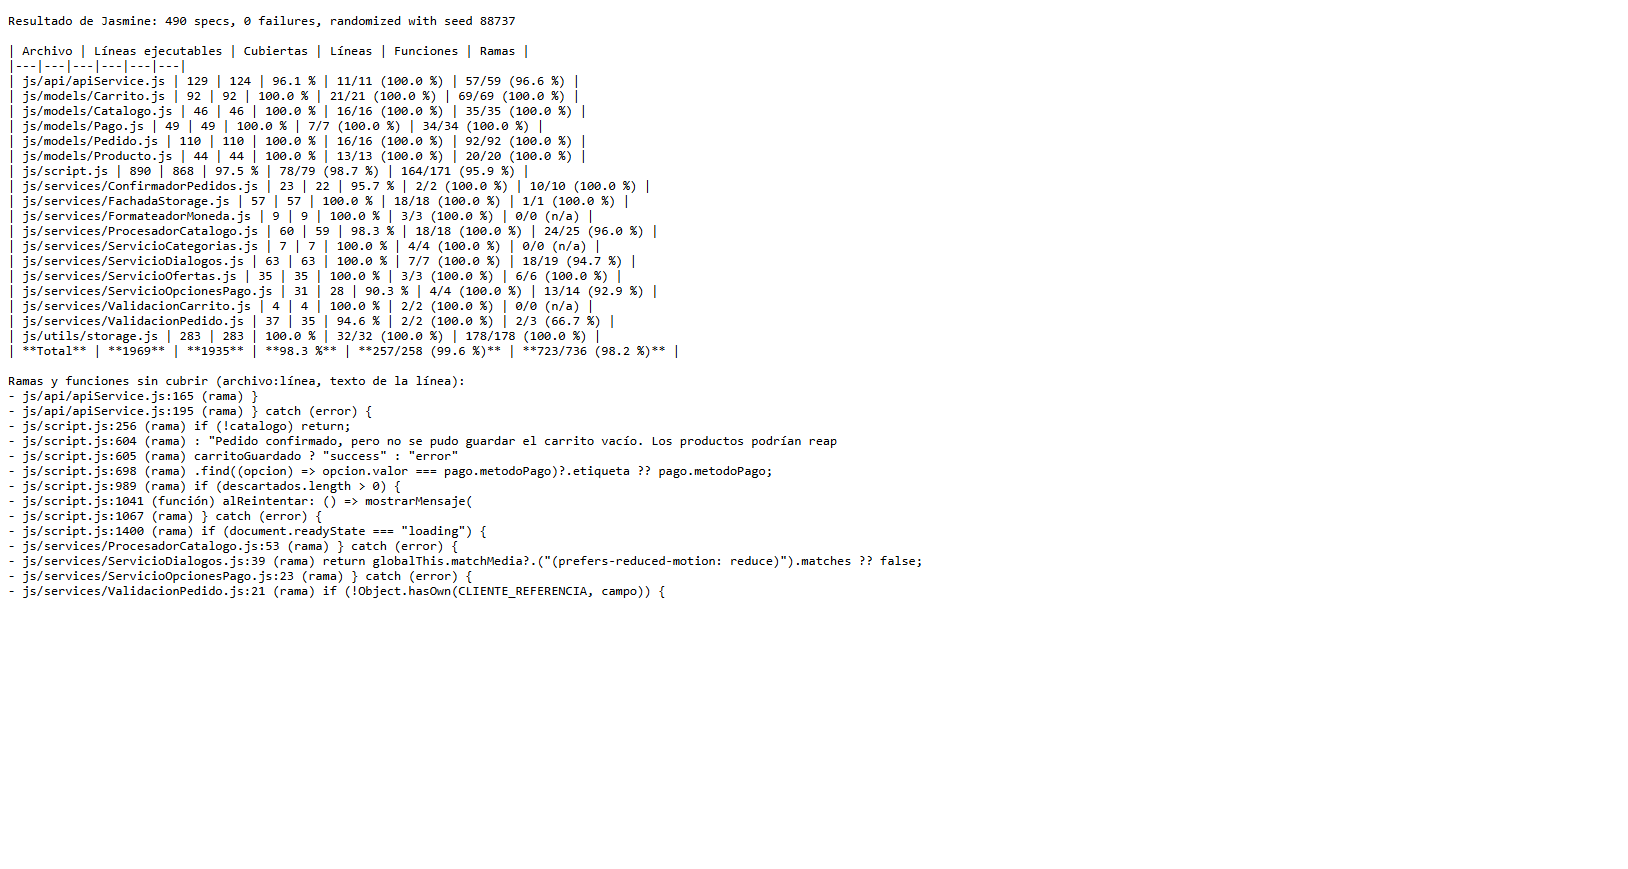 Resultado de Jasmine: 490 specs, 0 failures, randomized with seed 88737
| Archivo | Líneas ejecutables | Cubiertas | Líneas | Funciones | Ramas |
|---|---|---|---|---|---|
| js/api/apiService.js | 129 | 124 | 96.1 % | 11/11 (100.0 %) | 57/59 (96.6 %) |
| js/models/Carrito.js | 92 | 92 | 100.0 % | 21/21 (100.0 %) | 69/69 (100.0 %) |
| js/models/Catalogo.js | 46 | 46 | 100.0 % | 16/16 (100.0 %) | 35/35 (100.0 %) |
| js/models/Pago.js | 49 | 49 | 100.0 % | 7/7 (100.0 %) | 34/34 (100.0 %) |
| js/models/Pedido.js | 110 | 110 | 100.0 % | 16/16 (100.0 %) | 92/92 (100.0 %) |
| js/models/Producto.js | 44 | 44 | 100.0 % | 13/13 (100.0 %) | 20/20 (100.0 %) |
| js/script.js | 890 | 868 | 97.5 % | 78/79 (98.7 %) | 164/171 (95.9 %) |
| js/services/ConfirmadorPedidos.js | 23 | 22 | 95.7 % | 2/2 (100.0 %) | 10/10 (100.0 %) |
| js/services/FachadaStorage.js | 57 | 57 | 100.0 % | 18/18 (100.0 %) | 1/1 (100.0 %) |
| js/services/FormateadorMoneda.js | 9 | 9 | 100.0 % | 3/3 (100.0 %) | 0/0 (n/a) |
| js/services/ProcesadorCatalogo.js | 60 | 59 | 98.3 % | 18/18 (100.0 %) | 24/25 (96.0 %) |
| js/services/ServicioCategorias.js | 7 | 7 | 100.0 % | 4/4 (100.0 %) | 0/0 (n/a) |
| js/services/ServicioDialogos.js | 63 | 63 | 100.0 % | 7/7 (100.0 %) | 18/19 (94.7 %) |
| js/services/ServicioOfertas.js | 35 | 35 | 100.0 % | 3/3 (100.0 %) | 6/6 (100.0 %) |
| js/services/ServicioOpcionesPago.js | 31 | 28 | 90.3 % | 4/4 (100.0 %) | 13/14 (92.9 %) |
| js/services/ValidacionCarrito.js | 4 | 4 | 100.0 % | 2/2 (100.0 %) | 0/0 (n/a) |
| js/services/ValidacionPedido.js | 37 | 35 | 94.6 % | 2/2 (100.0 %) | 2/3 (66.7 %) |
| js/utils/storage.js | 283 | 283 | 100.0 % | 32/32 (100.0 %) | 178/178 (100.0 %) |
| **Total** | **1969** | **1935** | **98.3 %** | **257/258 (99.6 %)** | **723/736 (98.2 %)** |
Ramas y funciones sin cubrir (archivo:línea, texto de la línea):
- js/api/apiService.js:165 (rama) }
- js/api/apiService.js:195 (rama) } catch (error) {
- js/script.js:256 (rama) if (!catalogo) return;
- js/script.js:604 (rama) : "Pedido confirmado, pero no se pudo guardar el carrito vacío. Los productos podrían reap
- js/script.js:605 (rama) carritoGuardado ? "success" : "error"
- js/script.js:698 (rama) .find((opcion) => opcion.valor === pago.metodoPago)?.etiqueta ?? pago.metodoPago;
- js/script.js:989 (rama) if (descartados.length > 0) {
- js/script.js:1041 (función) alReintentar: () => mostrarMensaje(
- js/script.js:1067 (rama) } catch (error) {
- js/script.js:1400 (rama) if (document.readyState === "loading") {
- js/services/ProcesadorCatalogo.js:53 (rama) } catch (error) {
- js/services/ServicioDialogos.js:39 (rama) return globalThis.matchMedia?.("(prefers-reduced-motion: reduce)").matches ?? false;
- js/services/ServicioOpcionesPago.js:23 (rama) } catch (error) {
- js/services/ValidacionPedido.js:21 (rama) if (!Object.hasOwn(CLIENTE_REFERENCIA, campo)) {